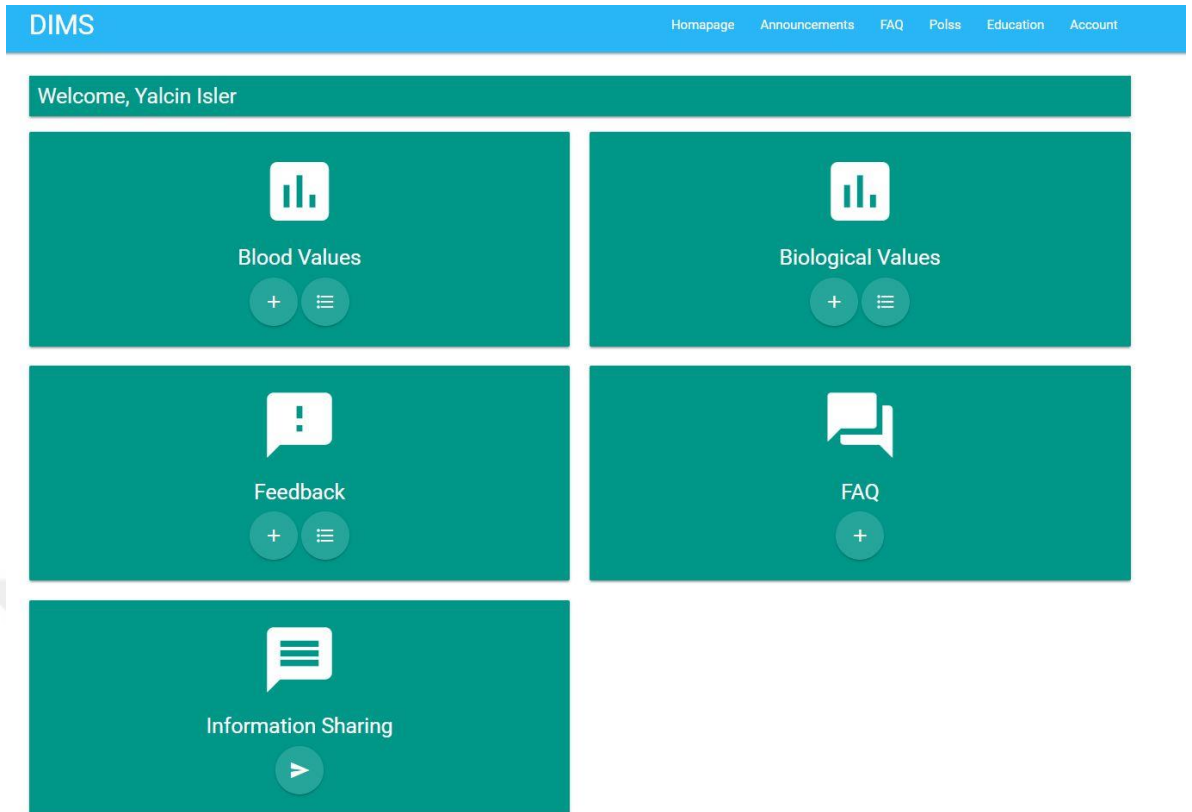 DIMS
Homapage Announcements FAQ Polss Education Account
Welcome, Yalcin Isler
Blood Values
Biological Values
Feedback
FAQ
Information Sharing